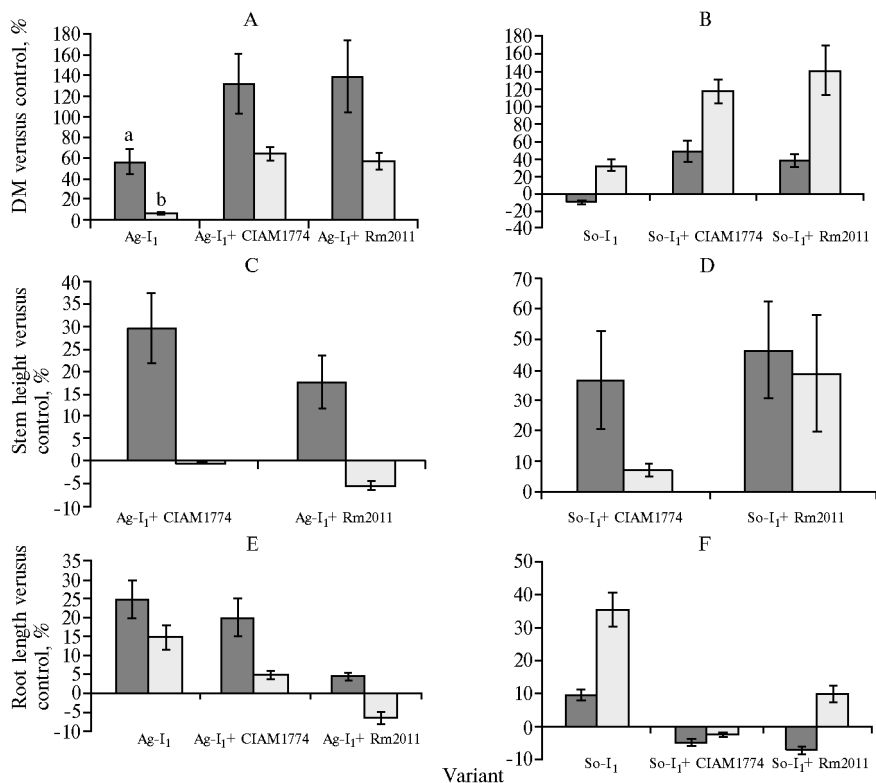 A
DM verusus control, %
180
160
140
120
100
80
60
40
20
0
a
b
Ag-I₁
Ag-I₁+ CIAM1774
Ag-I₁+ Rm2011
B
180
160
140
120
100
80
60
40
20
0
-20
-40
So-I₁
So-I₁+ CIAM1774
So-I₁+ Rm2011
C
Stem height verusus
control, %
40
35
30
25
20
15
10
5
0
-5
-10
Ag-I₁+ CIAM1774
Ag-I₁+ Rm2011
D
70
60
50
40
30
20
10
0
So-I₁+ CIAM1774
So-I₁+ Rm2011
E
Root length verusus
control, %
35
30
25
20
15
10
5
0
-5
-10
Ag-I₁
Ag-I₁+ CIAM1774
Ag-I₁+ Rm2011
F
50
40
30
20
10
0
-10
So-I₁
So-I₁+ CIAM1774
So-I₁+ Rm2011
Variant